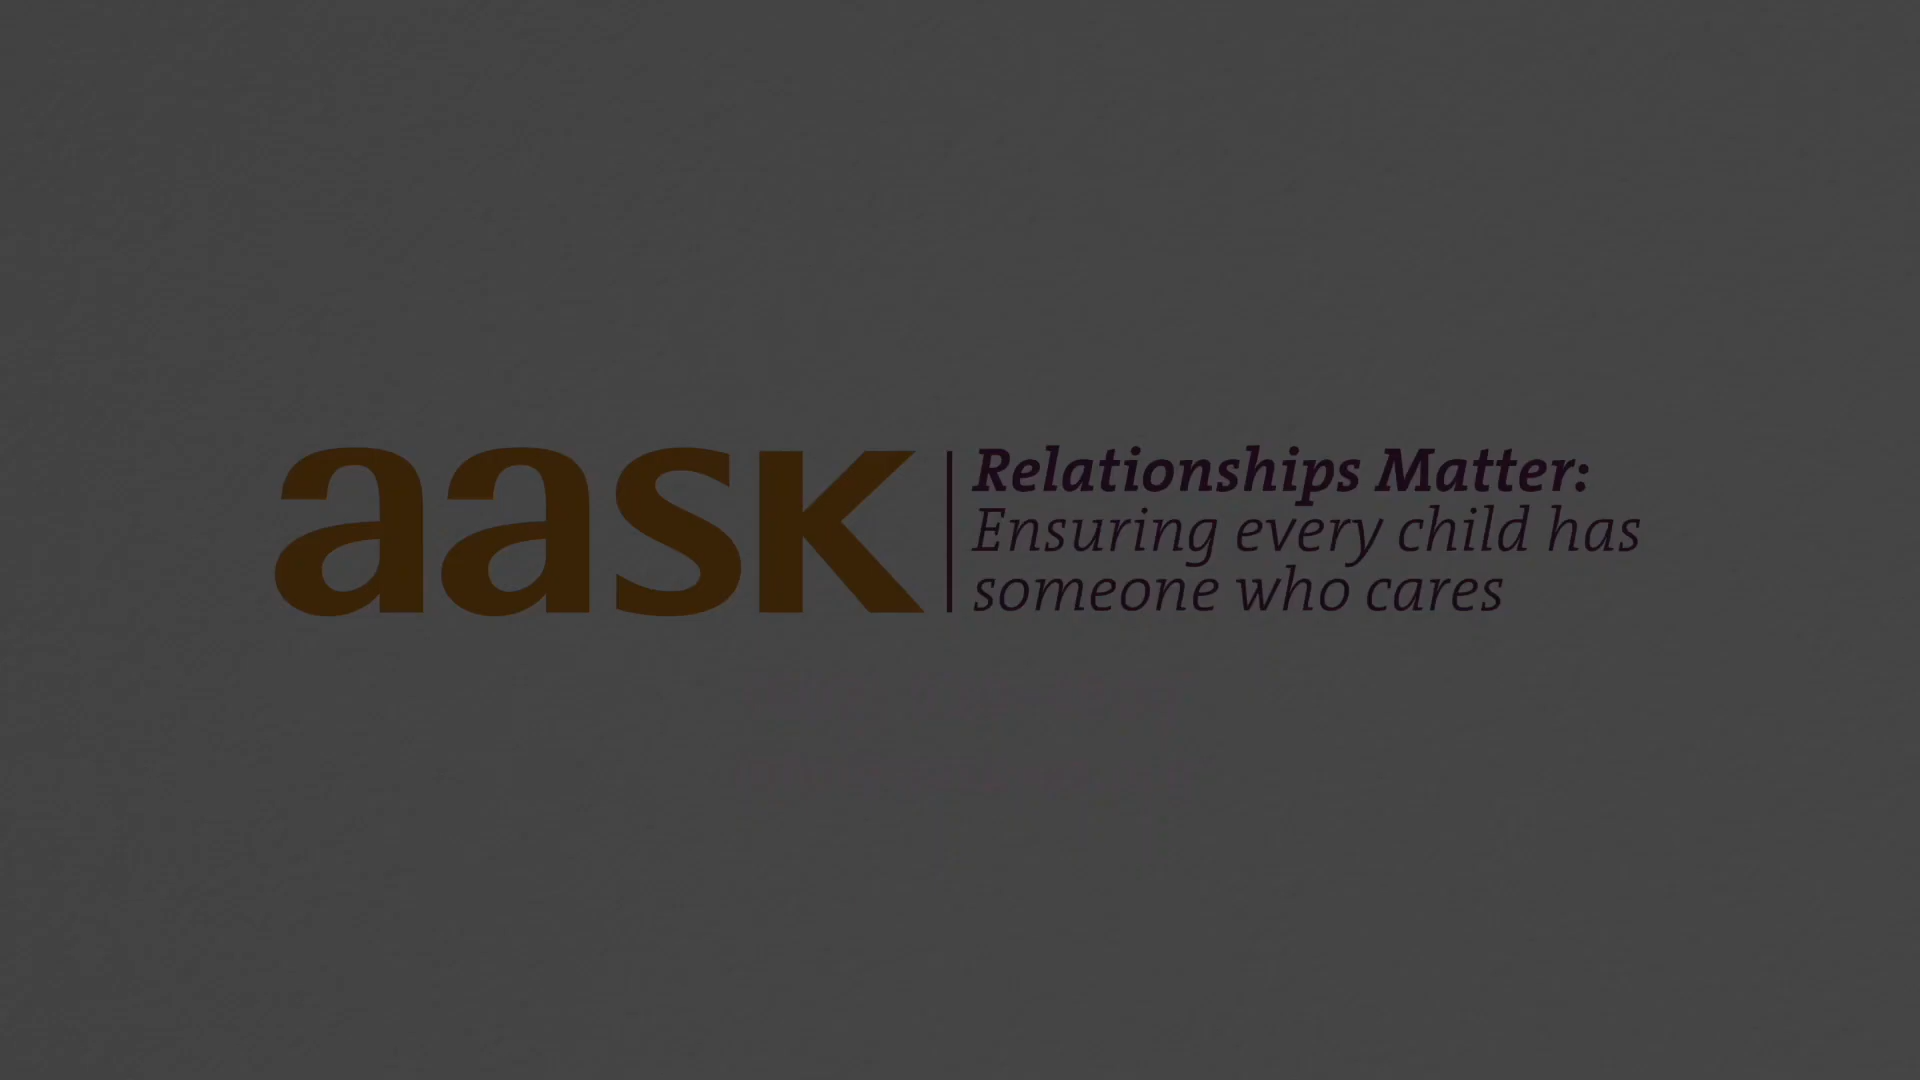 aask
Relationships Matter:
Ensuring every child has
someone who cares